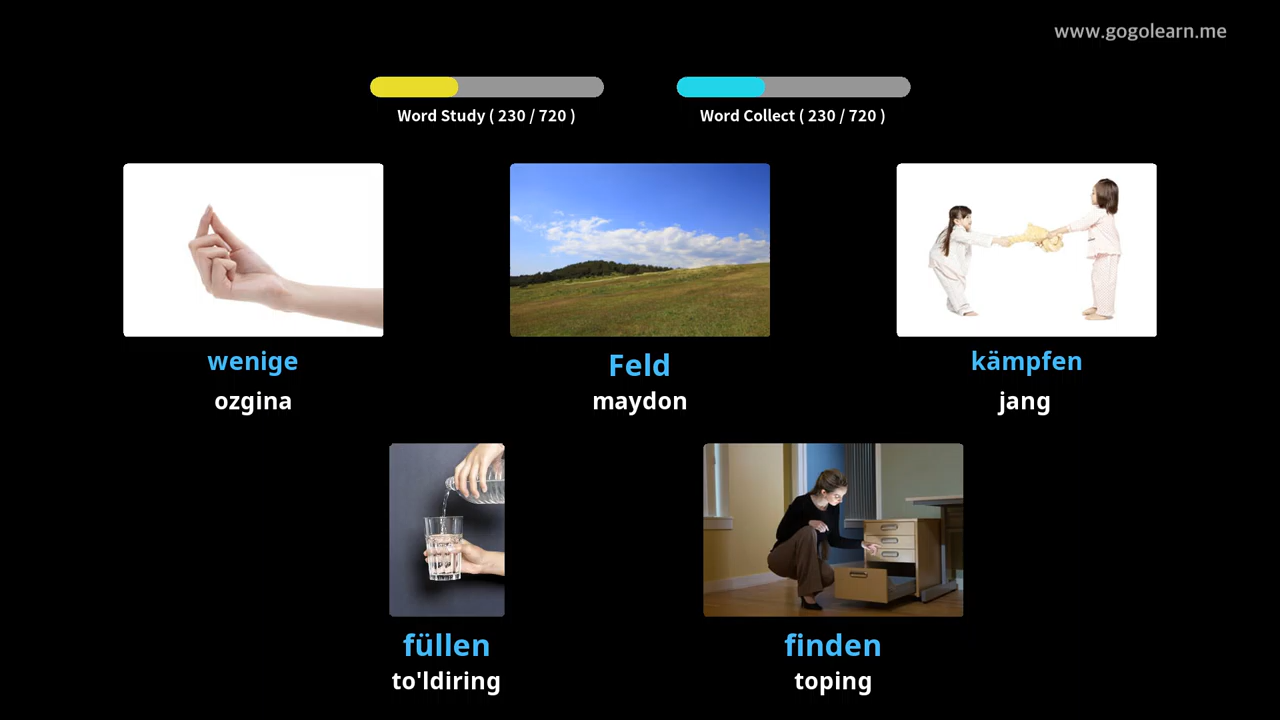 www.gogolearn.me
Word Study ( 230 / 720 )
Word Collect ( 230 / 720 )
wenige
ozgina
Feld
maydon
kämpfen
jang
füllen
to'ldiring
finden
toping